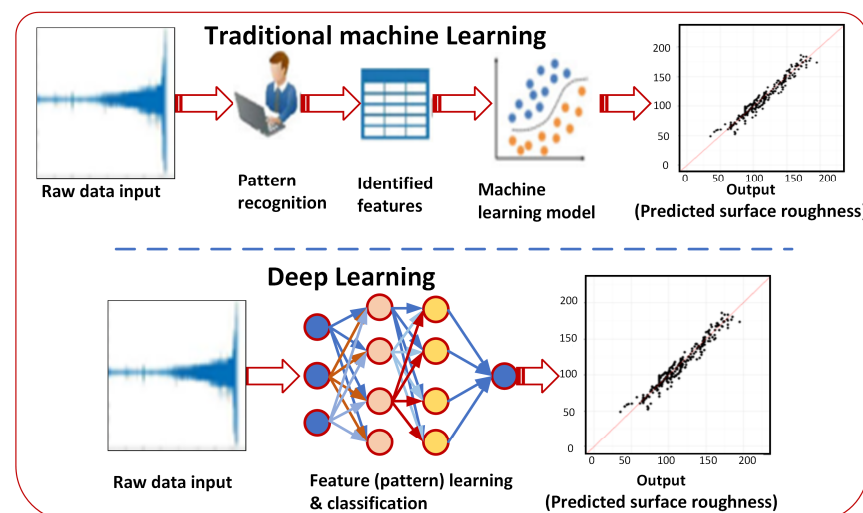 Traditional machine Learning
200
150
100
50
0
0 50 100 150 200
Raw data input
Pattern
recognition
Identified
features
Machine
learning model
Output
(Predicted surface roughness)
Deep Learning
200
150
100
50
0
0 50 100 150 200
Raw data input
Feature (pattern) learning
& classification
Output
(Predicted surface roughness)